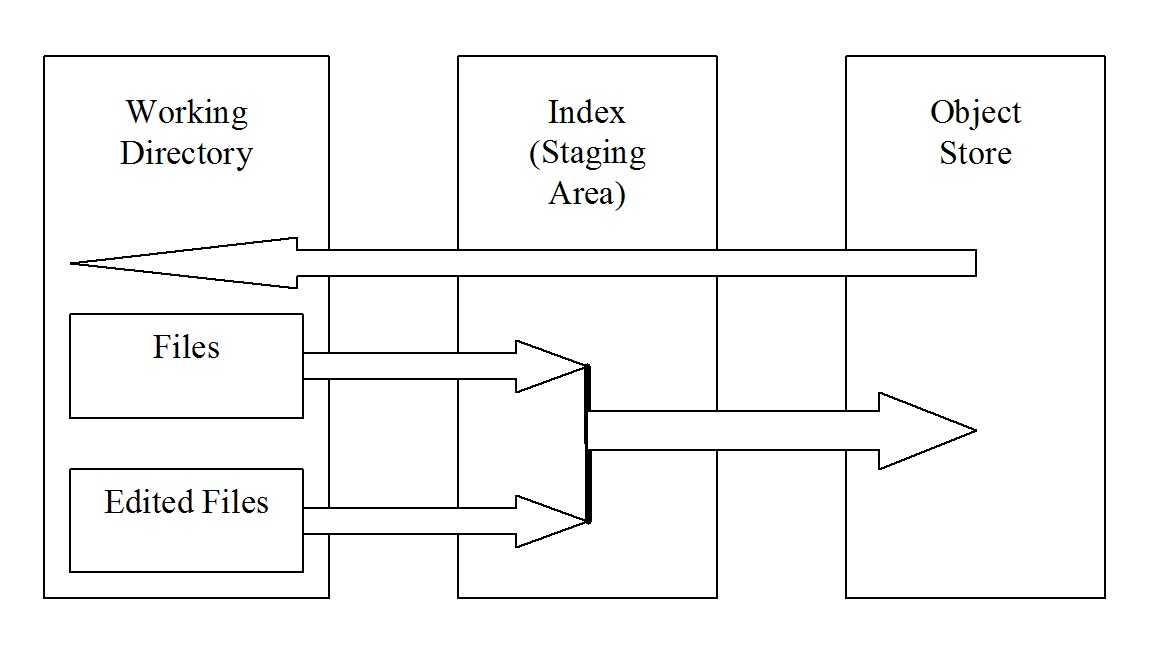 Working
Directory
Index
(Staging
Area)
Object
Store
Files
Edited Files